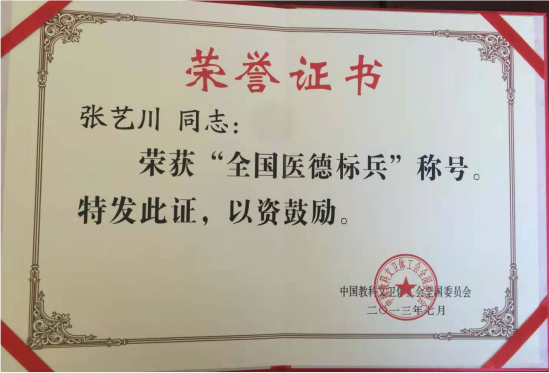 荣誉证书
张艺川 同志：
荣获“全国医德标兵”称号。
特发此证，以资鼓励。
中国教科文卫体工会全国委员会
二〇一三年七月